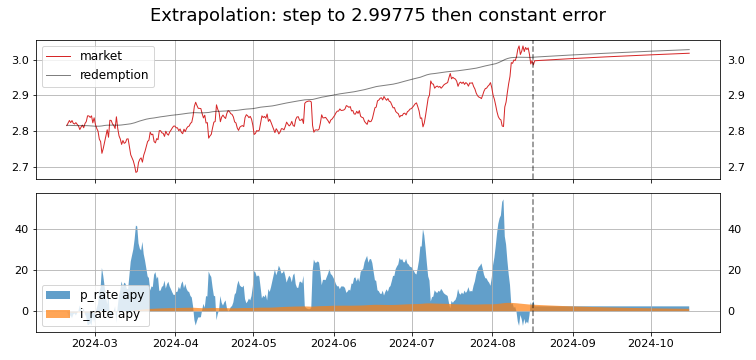 Extrapolation: step to 2.99775 then constant error
market
redemption
3.0
2.9
2.8
2.7
3.0
2.9
2.8
2.7
40
20
0
40
20
0
p_rate apy
i_rate apy
2024-03 2024-04 2024-05 2024-06 2024-07 2024-08 2024-09 2024-10